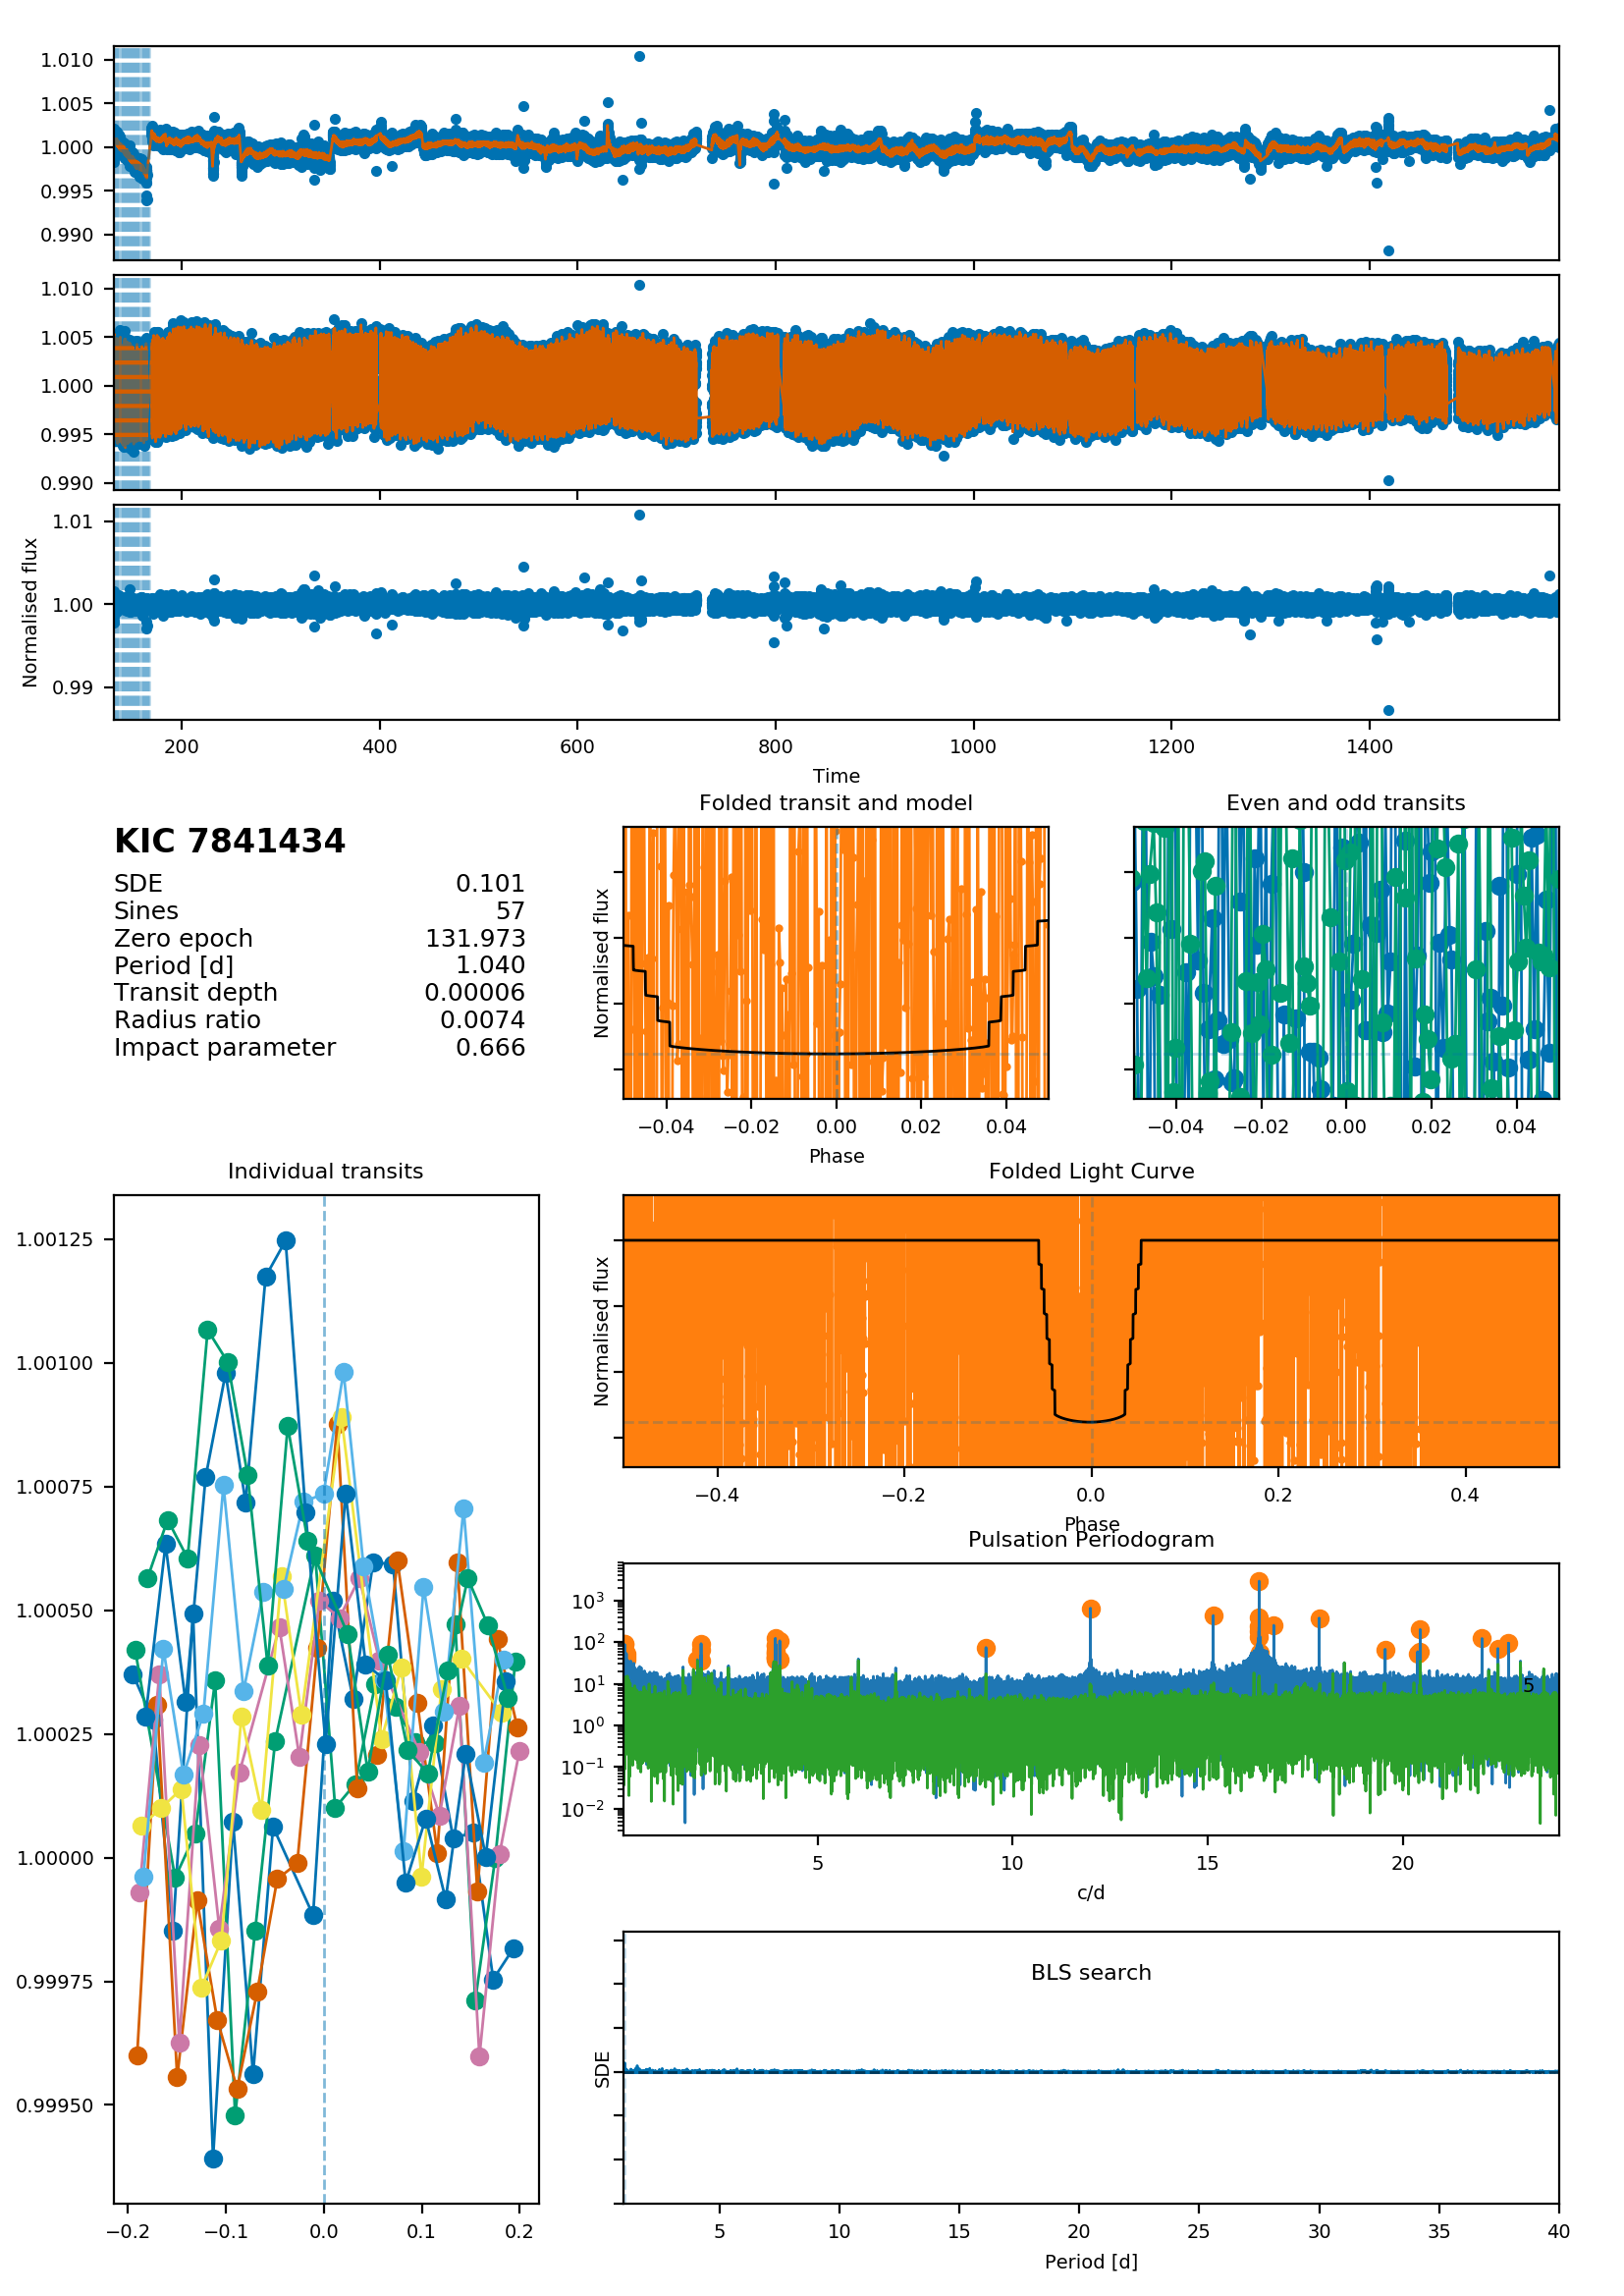 1.010
1.005
1.000
0.995
0.990
1.010
1.005
1.000
0.995
0.990
1.01
1.00
0.99
Normalised flux
200 400 600 800 1000 1200 1400
Time
KIC 7841434
SDE 0.101
Sines 57
Zero epoch 131.973
Period [d] 1.040
Transit depth 0.00006
Radius ratio 0.0074
Impact parameter 0.666
Folded transit and model
Normalised flux
−0.04 −0.02 0.00 0.02 0.04
Phase
Even and odd transits
−0.04 −0.02 0.00 0.02 0.04
Individual transits
1.00125
1.00100
1.00075
1.00050
1.00025
1.00000
0.99975
0.99950
−0.2 −0.1 0.0 0.1 0.2
Folded Light Curve
Normalised flux
−0.4 −0.2 0.0 0.2 0.4
Phase
Pulsation Periodogram
10³
10²
10¹
10⁰
10⁻¹
10⁻²
5
5 10 15 20
c/d
BLS search
SDE
5 10 15 20 25 30 35 40
Period [d]